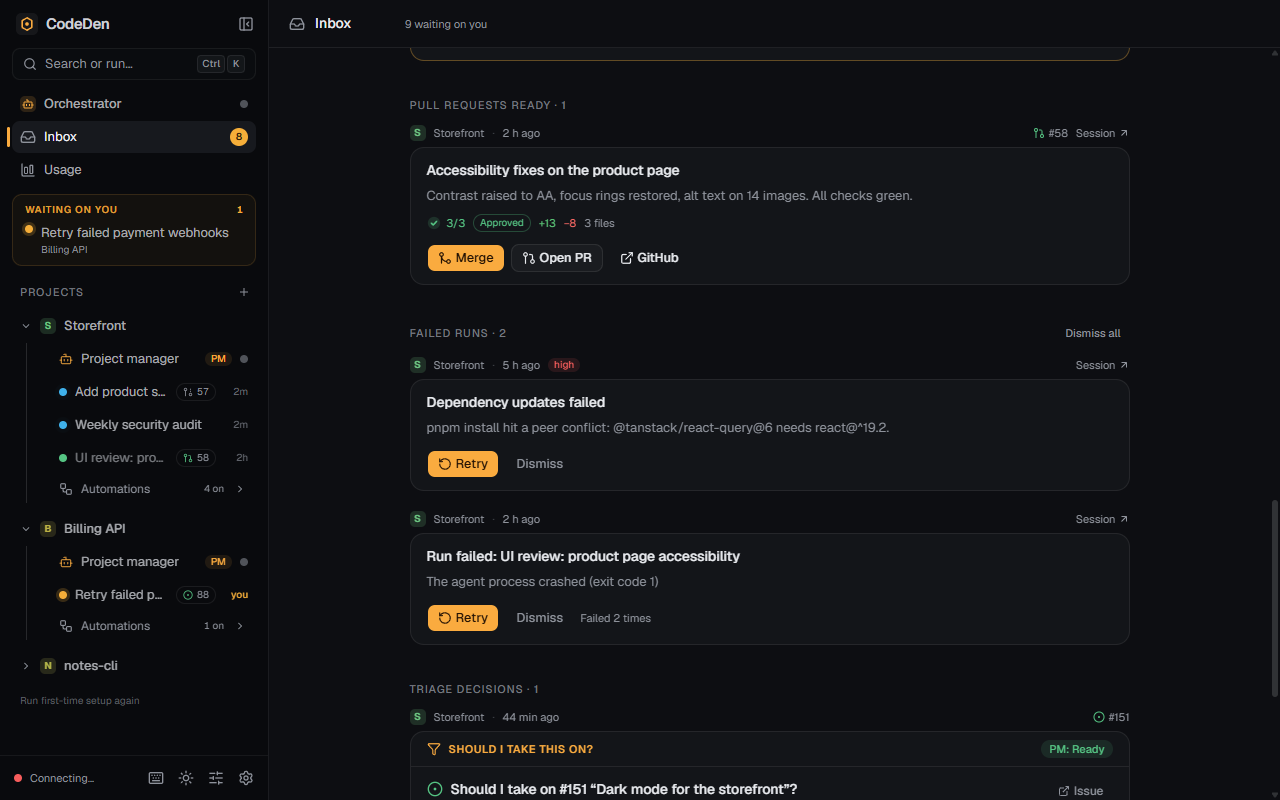 CodeDen
Search or run… Ctrl K
Orchestrator
Inbox 8
Usage
WAITING ON YOU 1
Retry failed payment webhooks
Billing API
PROJECTS
S Storefront
Project manager PM
Add product s… 57 2m
Weekly security audit 2m
UI review: pro… 58 2h
Automations 4 on
B Billing API
Project manager PM
Retry failed p… 88 you
Automations 1 on
N notes-cli
Run first-time setup again
Connecting…
Inbox 9 waiting on you
PULL REQUESTS READY · 1
S Storefront · 2 h ago #58 Session
Accessibility fixes on the product page
Contrast raised to AA, focus rings restored, alt text on 14 images. All checks green.
3/3 Approved +13 −8 3 files
Merge Open PR GitHub
FAILED RUNS · 2 Dismiss all
S Storefront · 5 h ago high Session
Dependency updates failed
pnpm install hit a peer conflict: @tanstack/react-query@6 needs react@^19.2.
Retry Dismiss
S Storefront · 2 h ago Session
Run failed: UI review: product page accessibility
The agent process crashed (exit code 1)
Retry Dismiss Failed 2 times
TRIAGE DECISIONS · 1
S Storefront · 44 min ago #151
SHOULD I TAKE THIS ON? PM: Ready
Should I take on #151 “Dark mode for the storefront”? Issue